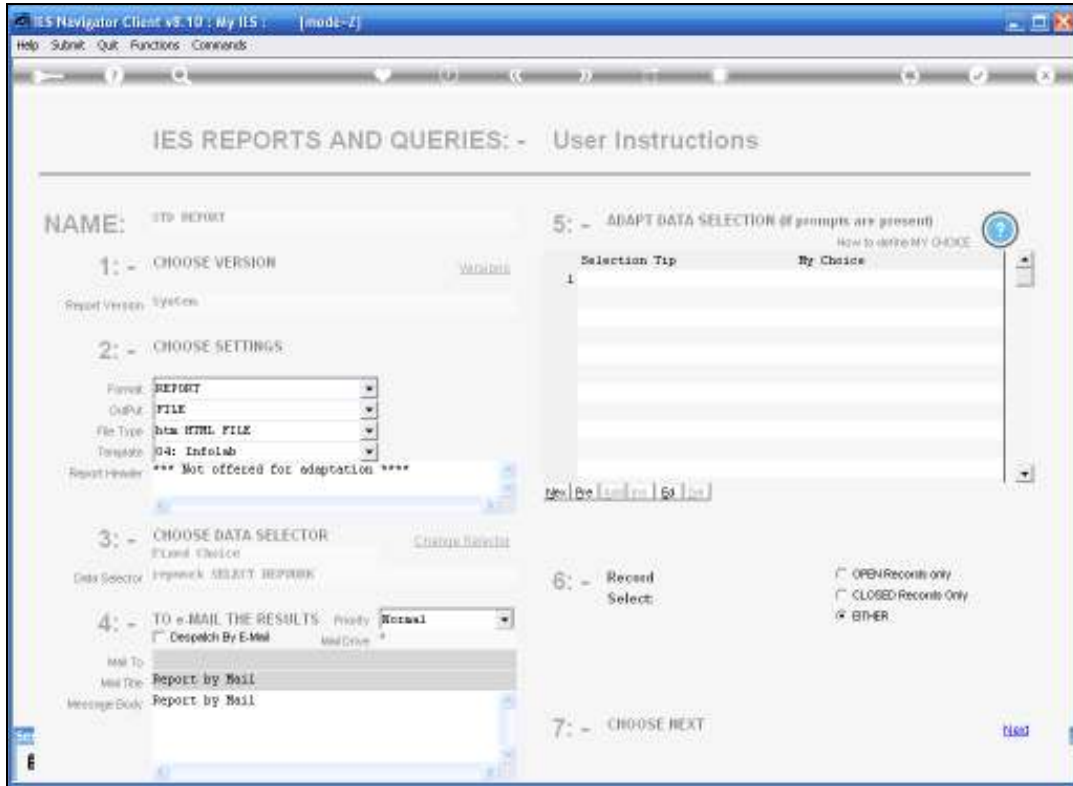 IES Navigator Client v8.10 : My IES : [mode=Z]
Help Submit Quit Functions Commands
IES REPORTS AND QUERIES: - User Instructions
NAME: STD REPORT
1: - CHOOSE VERSION Versions
Report Version System
2: - CHOOSE SETTINGS
Format REPORT
OutPut FILE
File Type htm HTML FILE
Template 04: Infolab
Report Header *** Not offered for adaptation ****
3: - CHOOSE DATA SELECTOR Change Selector
Fixed Choice
Data Selector SELECT
4: - TO e-MAIL THE RESULTS Priority Normal
Despatch By E-Mail Mail Drive *
Mail To
Mail Title Report by Mail
Message Body Report by Mail
5: - ADAPT DATA SELECTION (if prompts are present)
How to define MY CHOICE
?
Selection Tip My Choice
1
Nex Pre Edi
6: - Record Select: OPEN Records only
CLOSED Records Only
EITHER
7: - CHOOSE NEXT Next